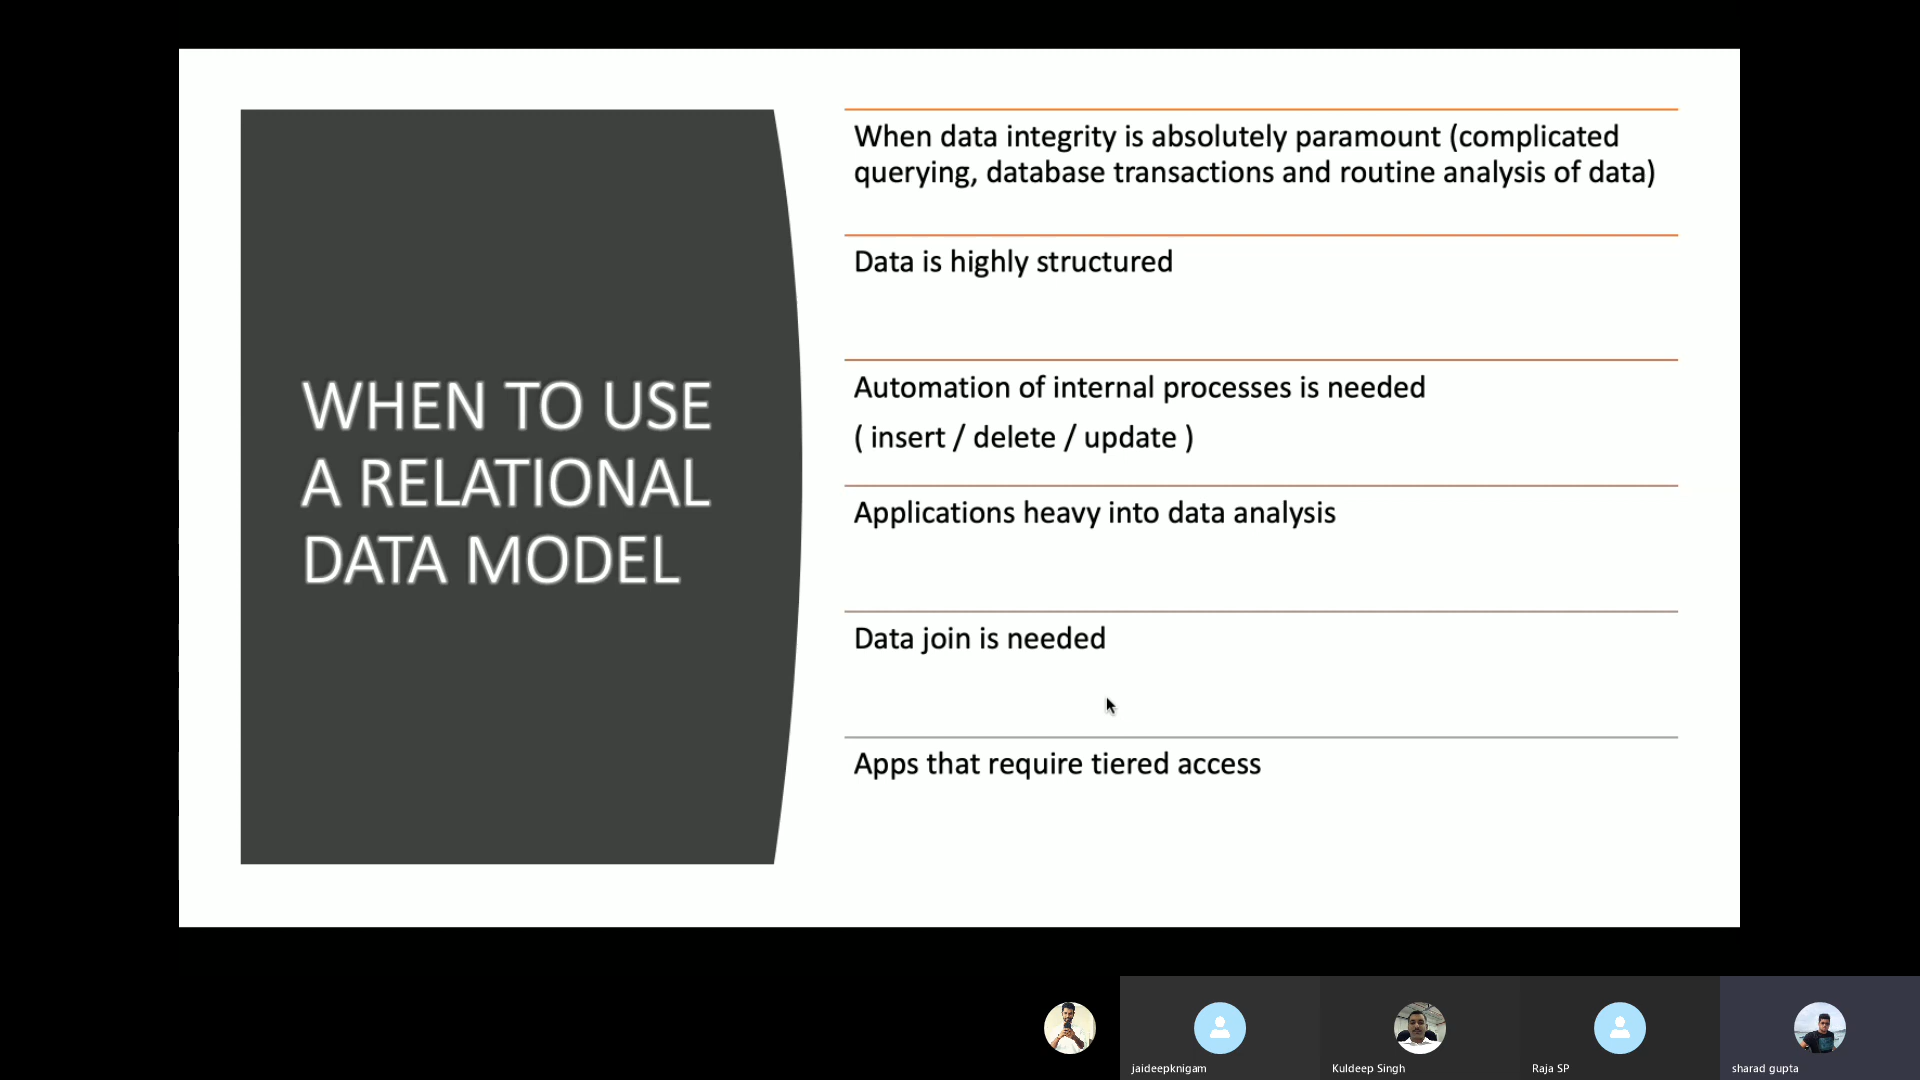 WHEN TO USE
A RELATIONAL
DATA MODEL
When data integrity is absolutely paramount (complicated
querying, database transactions and routine analysis of data)
Data is highly structured
Automation of internal processes is needed
( insert / delete / update )
Applications heavy into data analysis
Data join is needed
Apps that require tiered access
jaideepknigam
Kuldeep Singh
Raja SP
sharad gupta